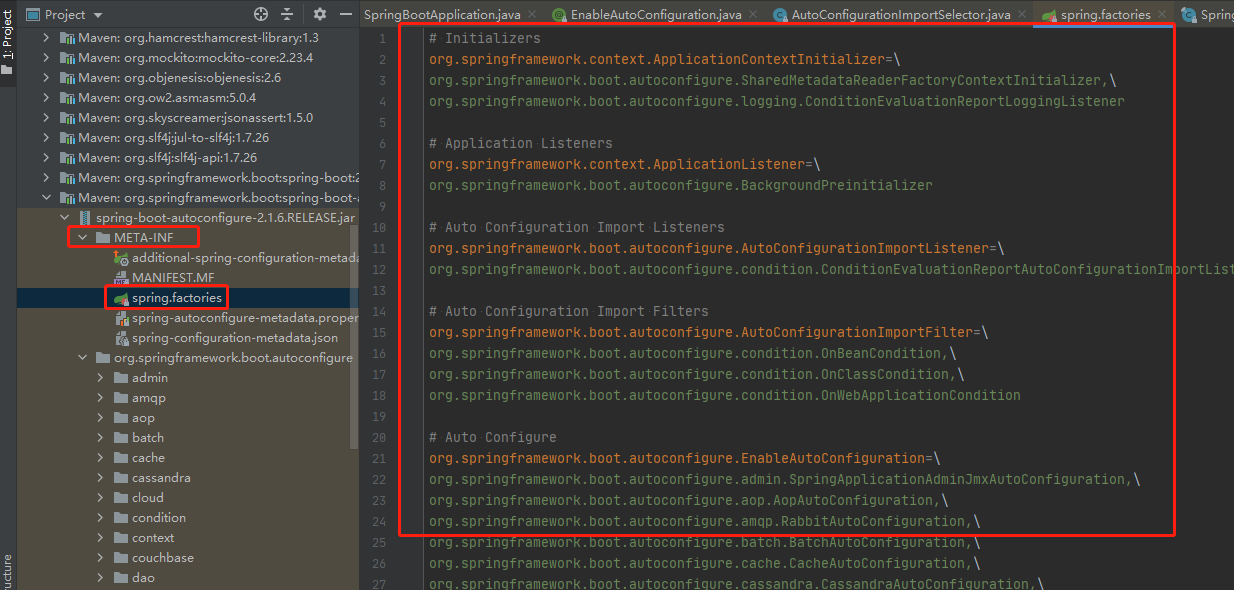 1: Project
Project
SpringBootApplication.java
EnableAutoConfiguration.java
AutoConfigurationImportSelector.java
spring.factories
Spring
Maven: org.hamcrest:hamcrest-library:1.3
Maven: org.mockito:mockito-core:2.23.4
Maven: org.objenesis:objenesis:2.6
Maven: org.ow2.asm:asm:5.0.4
Maven: org.skyscreamer:jsonassert:1.5.0
Maven: org.slf4j:jul-to-slf4j:1.7.26
Maven: org.slf4j:slf4j-api:1.7.26
Maven: org.springframework.boot:spring-boot:2
Maven: org.springframework.boot:spring-boot-a
spring-boot-autoconfigure-2.1.6.RELEASE.jar
META-INF
additional-spring-configuration-metada
MANIFEST.MF
spring.factories
spring-autoconfigure-metadata.proper
spring-configuration-metadata.json
org.springframework.boot.autoconfigure
admin
amqp
aop
batch
cache
cassandra
cloud
condition
context
couchbase
dao
ructure
1 # Initializers
2 org.springframework.context.ApplicationContextInitializer=\
3 org.springframework.boot.autoconfigure.SharedMetadataReaderFactoryContextInitializer,\
4 org.springframework.boot.autoconfigure.logging.ConditionEvaluationReportLoggingListener
5
6 # Application Listeners
7 org.springframework.context.ApplicationListener=\
8 org.springframework.boot.autoconfigure.BackgroundPreinitializer
9
10 # Auto Configuration Import Listeners
11 org.springframework.boot.autoconfigure.AutoConfigurationImportListener=\
12 org.springframework.boot.autoconfigure.condition.ConditionEvaluationReportAutoConfigurationImportList
13
14 # Auto Configuration Import Filters
15 org.springframework.boot.autoconfigure.AutoConfigurationImportFilter=\
16 org.springframework.boot.autoconfigure.condition.OnBeanCondition,\
17 org.springframework.boot.autoconfigure.condition.OnClassCondition,\
18 org.springframework.boot.autoconfigure.condition.OnWebApplicationCondition
19
20 # Auto Configure
21 org.springframework.boot.autoconfigure.EnableAutoConfiguration=\
22 org.springframework.boot.autoconfigure.admin.SpringApplicationAdminJmxAutoConfiguration,\
23 org.springframework.boot.autoconfigure.aop.AopAutoConfiguration,\
24 org.springframework.boot.autoconfigure.amqp.RabbitAutoConfiguration,\
25 org.springframework.boot.autoconfigure.batch.BatchAutoConfiguration,\
26 org.springframework.boot.autoconfigure.cache.CacheAutoConfiguration,\
27 org.springframework.boot.autoconfigure.cassandra.CassandraAutoConfiguration,\